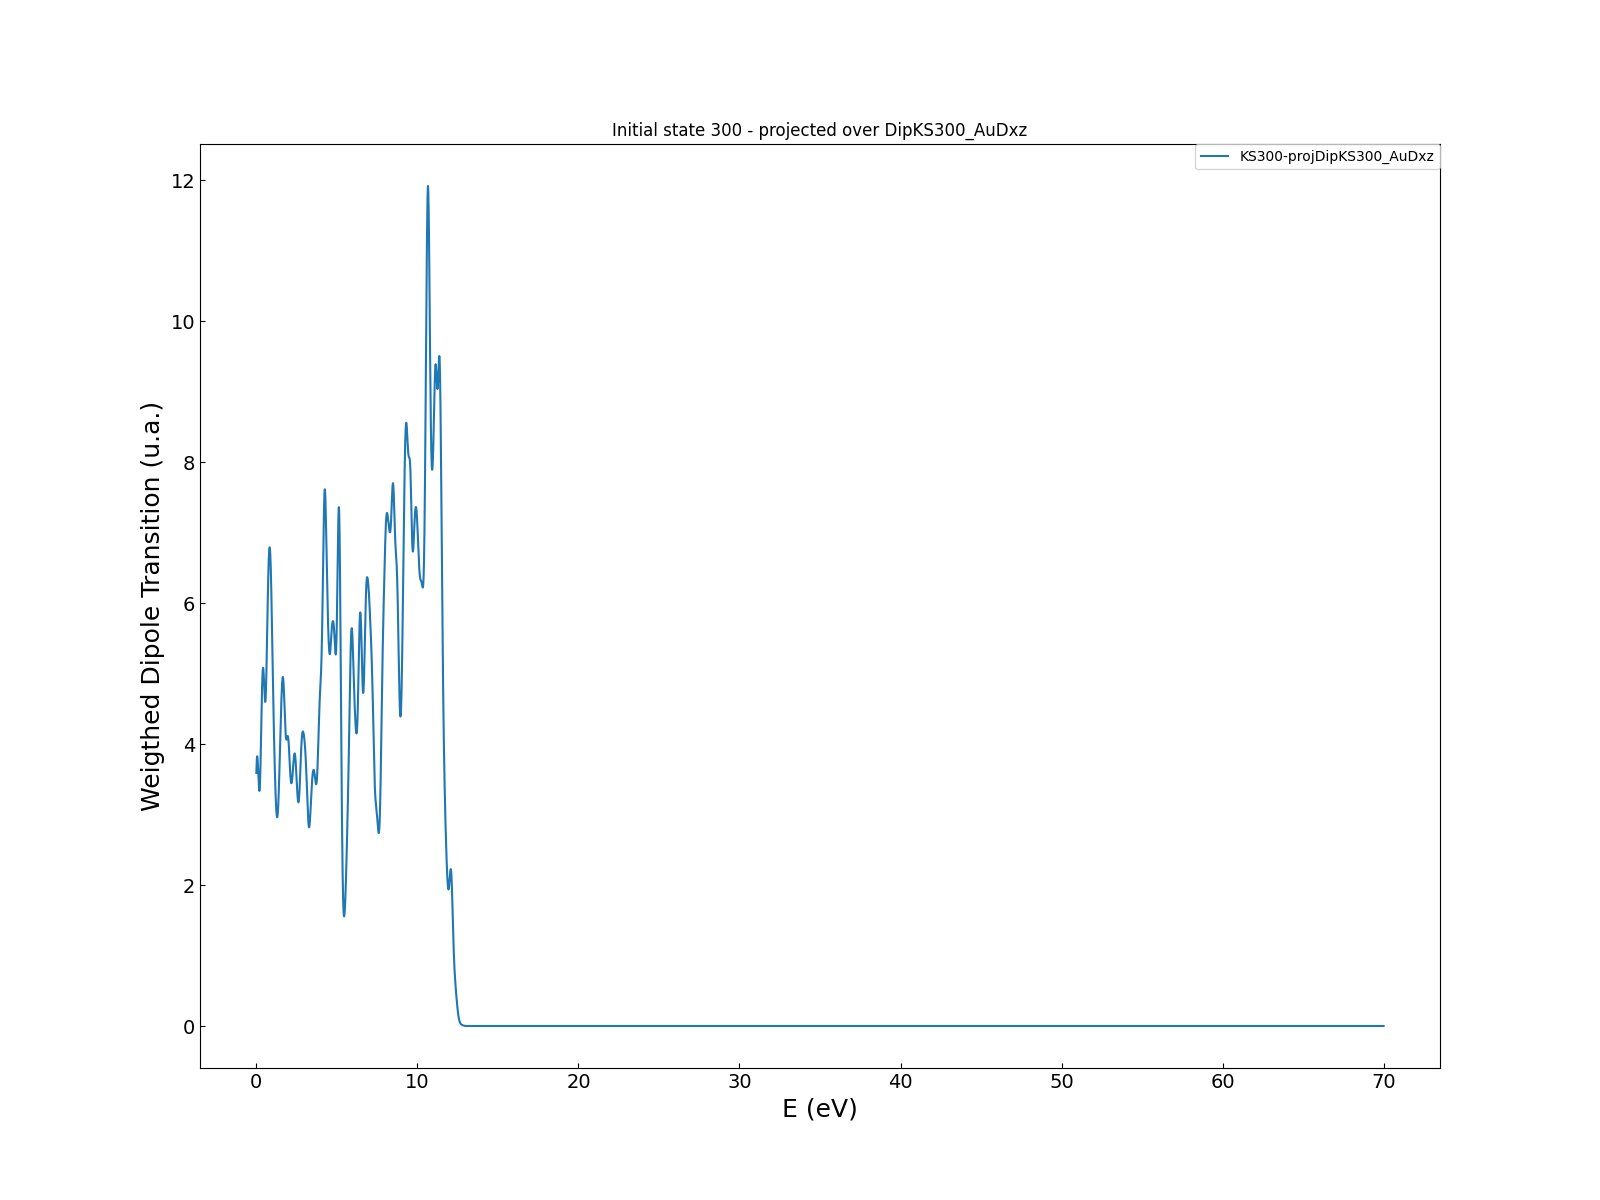 Initial state 300 - projected over DipKS300_AuDxz
KS300-projDipKS300_AuDxz
Weigthed Dipole Transition (u.a.)
12
10
8
6
4
2
0
0 10 20 30 40 50 60 70
E (eV)